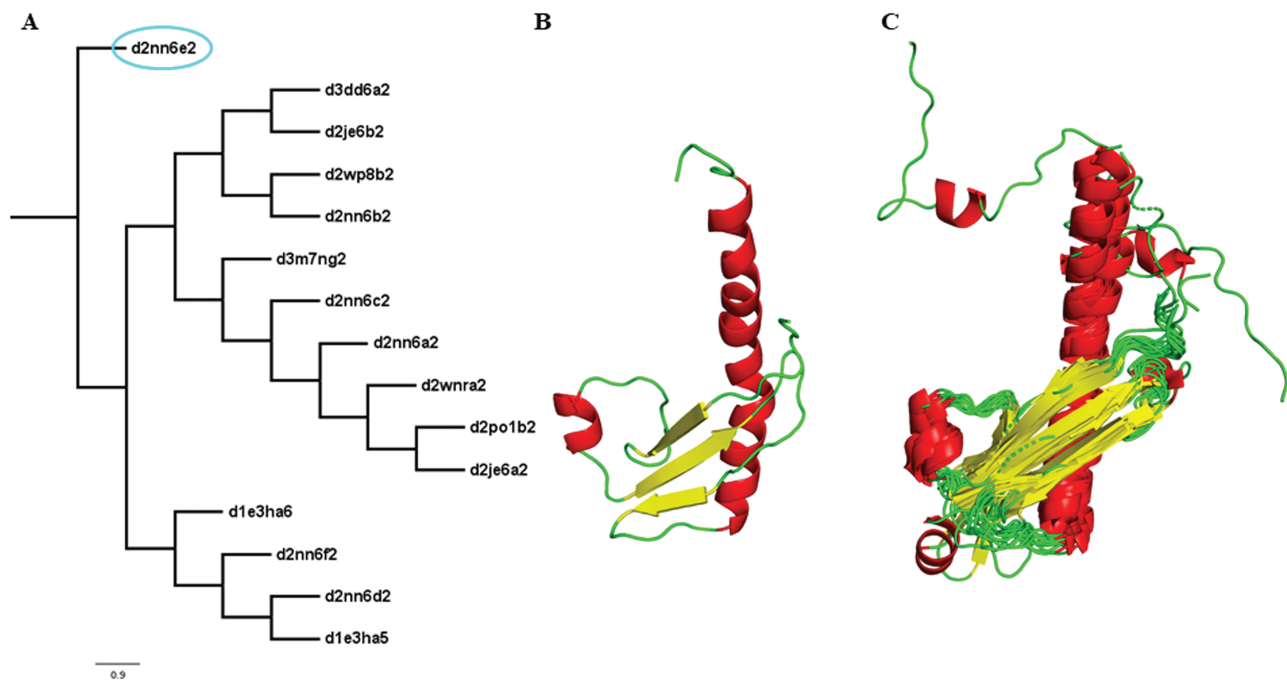 A
B
C
d2nn6e2
d3dd6a2
d2je6b2
d2wp8b2
d2nn6b2
d3m7ng2
d2nn6c2
d2nn6a2
d2wnra2
d2po1b2
d2je6a2
d1e3ha6
d2nn6f2
d2nn6d2
d1e3ha5
0.9